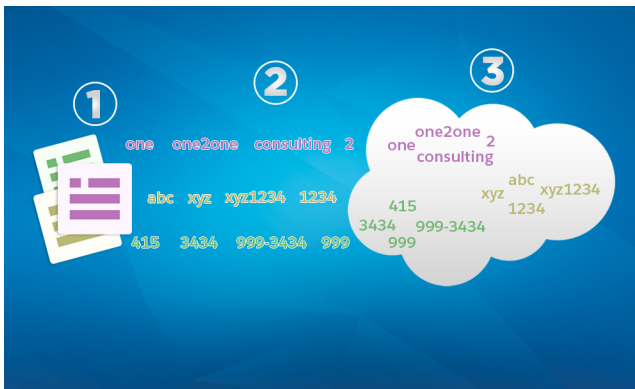 1
2
3
one one2one consulting 2
abc xyz xyz1234 1234
415 3434 999-3434 999
one2one
one 2
consulting
abc
xyz xyz1234
1234
415
3434 999-3434
999